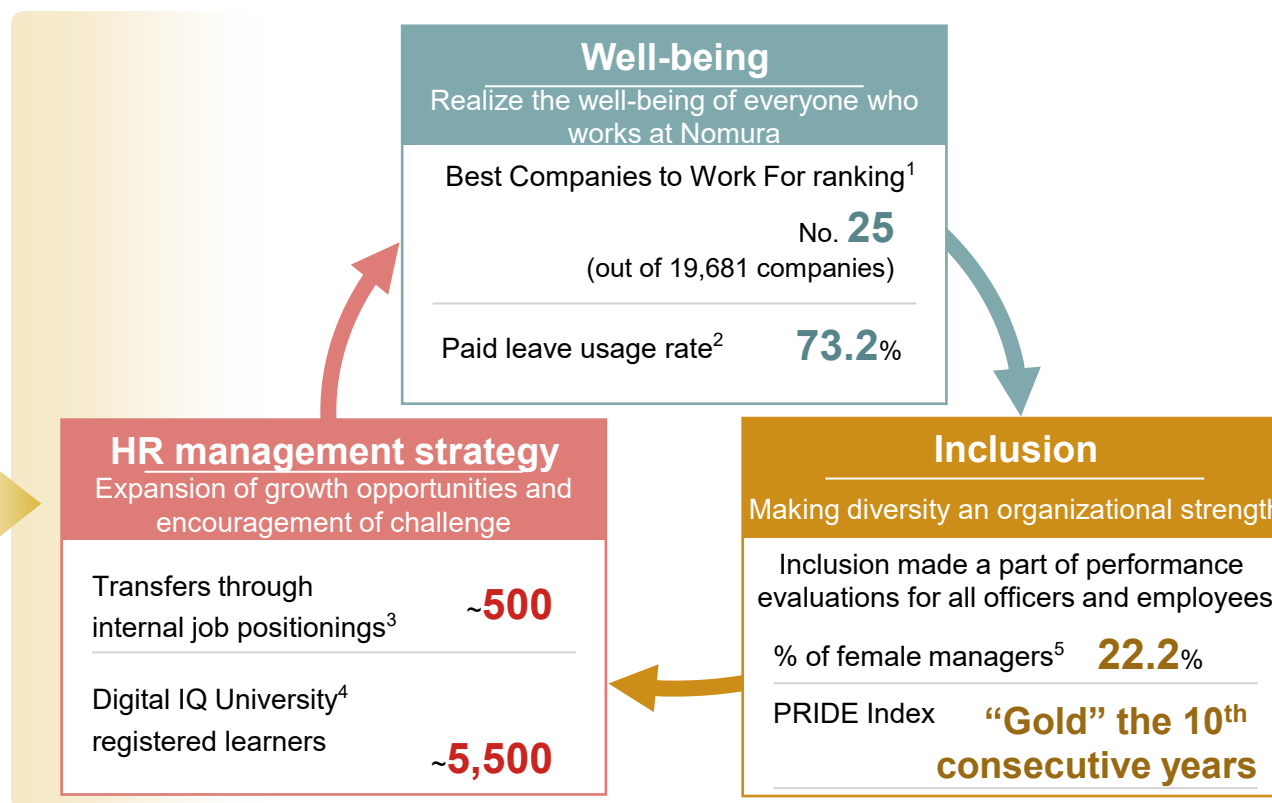 Well-being
Realize the well-being of everyone who
works at Nomura
Best Companies to Work For ranking1
No. 25
(out of 19,681 companies)
Paid leave usage rate2 73.2%
HR management strategy
Expansion of growth opportunities and
encouragement of challenge
Transfers through
internal job positionings3 ~500
Digital IQ University4
registered learners
~5,500
Inclusion
Making diversity an organizational strength
Inclusion made a part of performance
evaluations for all officers and employees
% of female managers5 22.2%
PRIDE Index “Gold” the 10th
consecutive years